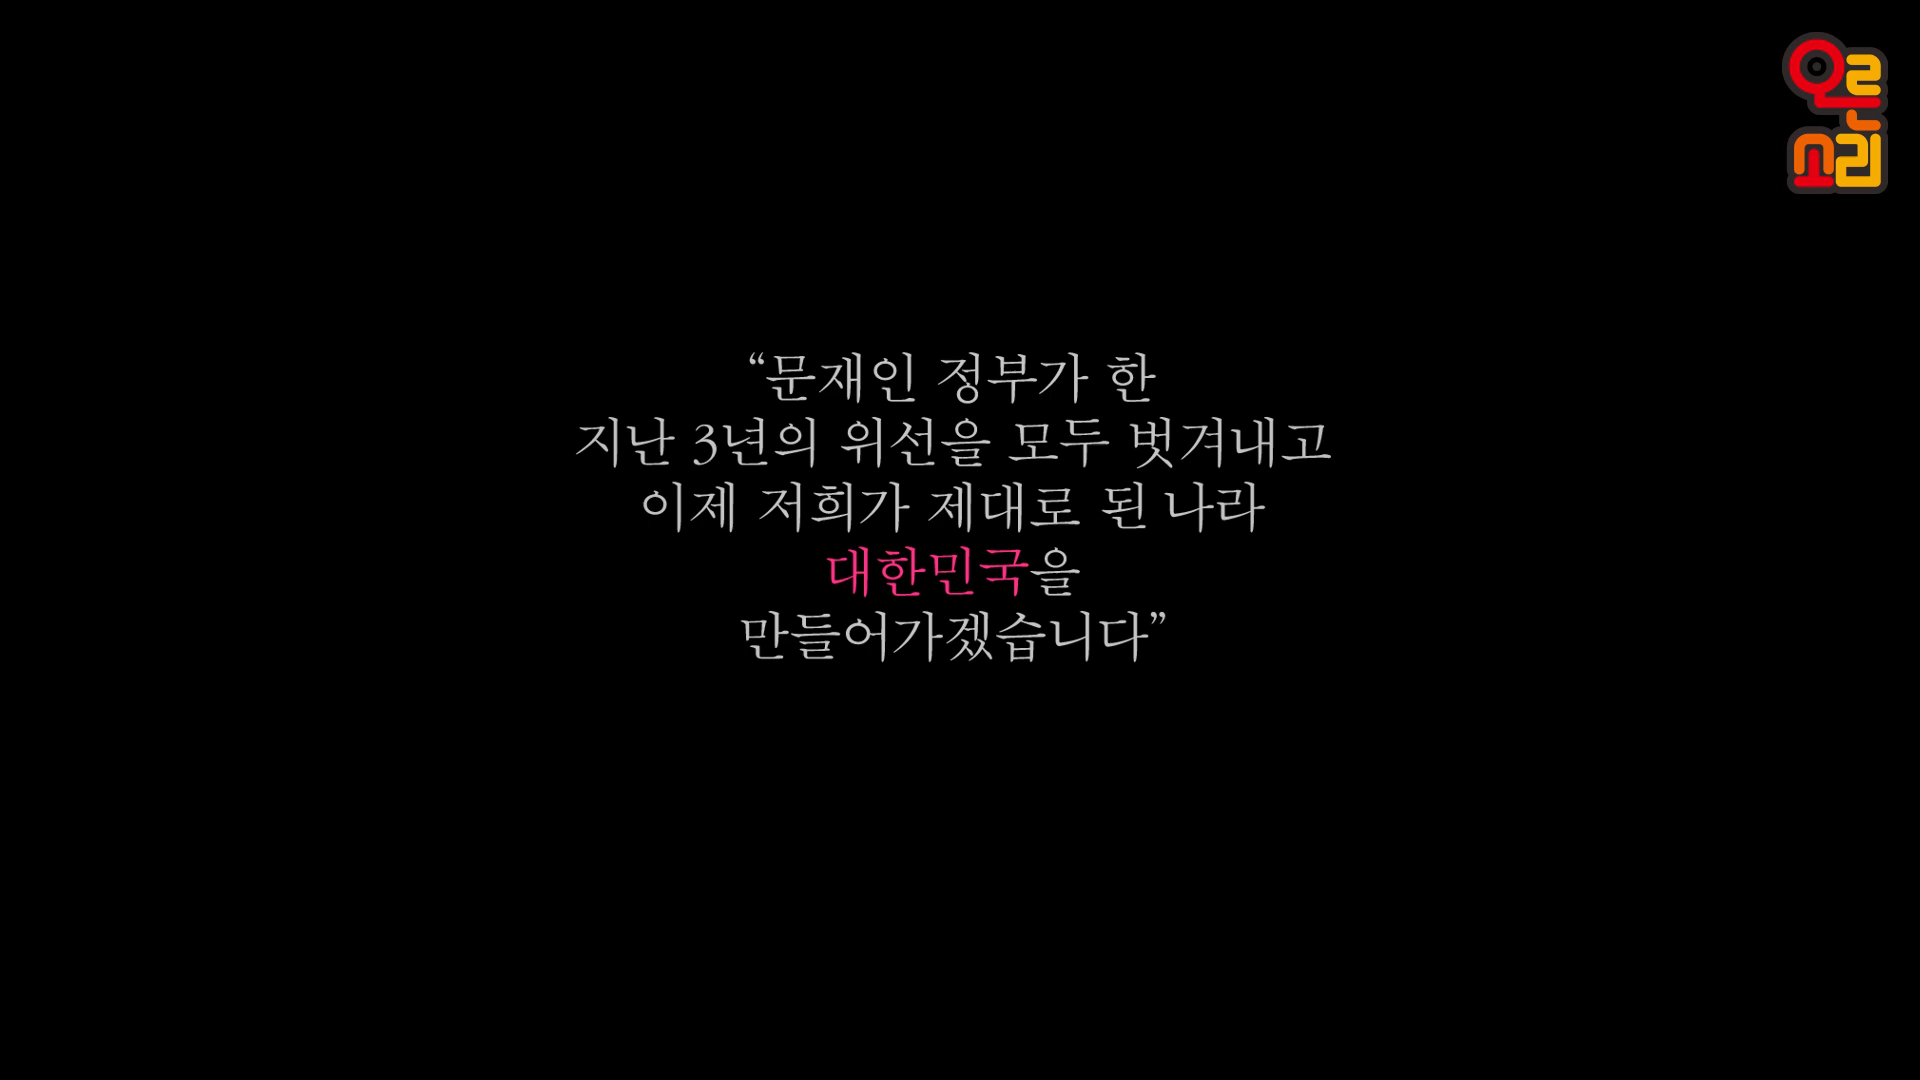 오른
소리
“문재인 정부가 한
지난 3년의 위선을 모두 벗겨내고
이제 저희가 제대로 된 나라
대한민국을
만들어가겠습니다”